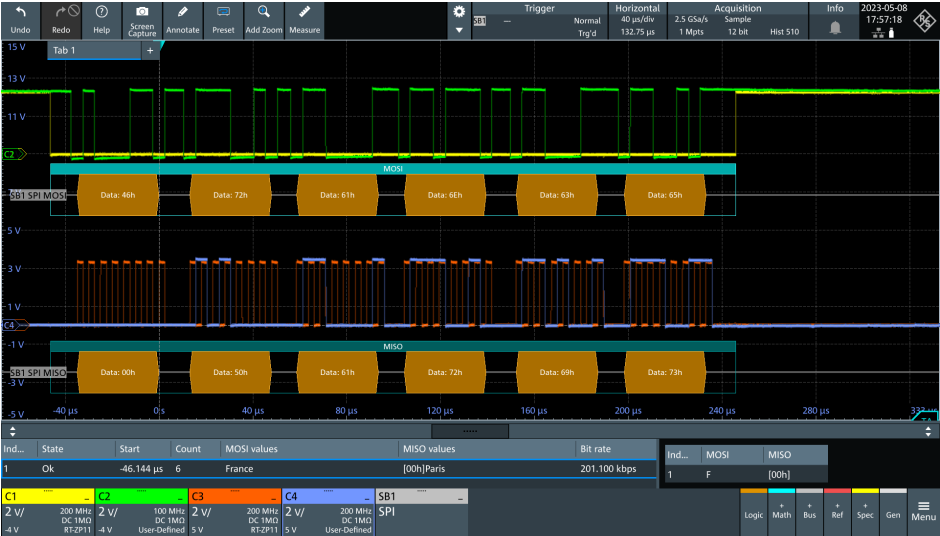 Undo
Redo
Help
Screen Capture
Annotate
Preset
Add Zoom
Measure
SB1
Trigger
Normal
Trig'd
Horizontal
40 µs/div
132.75 µs
Acquisition
2.5 GSa/s Sample
1 Mpts 12 bit Hist 510
Info
2023-05-08
17:57:18
R&S
15 V
Tab 1 +
13 V
11 V
C2
MOSI
SB1 SPI MOSI
Data: 46h
Data: 72h
Data: 61h
Data: 6Eh
Data: 63h
Data: 65h
-5 V
3 V
1 V
C4
-1 V
MISO
SB1 SPI MISO
Data: 00h
Data: 50h
Data: 61h
Data: 72h
Data: 69h
Data: 73h
-3 V
-5 V
-40 µs
0 s
40 µs
80 µs
120 µs
160 µs
200 µs
240 µs
280 µs
Ind... State Start Count MOSI values MISO values Bit rate
1 Ok -46.144 µs 6 France [00h]Paris 201.100 kbps
Ind... MOSI MISO
1 F [00h]
C1
2 V/
200 MHz
DC 1MΩ
-4 V RT-ZP11
C2
2 V/
100 MHz
DC 1MΩ
-4 V User-Defined
C3
2 V/
200 MHz
DC 1MΩ
5 V RT-ZP11
C4
2 V/
200 MHz
DC 1MΩ
5 V User-Defined
SB1
SPI
Logic
+ Math
+ Bus
+ Ref
+ Spec
Gen
Menu